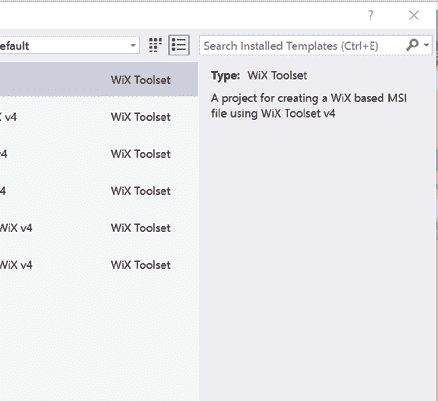 efault Search Installed Templates (Ctrl+E)
WiX Toolset Type: WiX Toolset
A project for creating a WiX based MSI
file using WiX Toolset v4
v4 WiX Toolset
v4 WiX Toolset
4 WiX Toolset
WiX v4 WiX Toolset
WiX v4 WiX Toolset